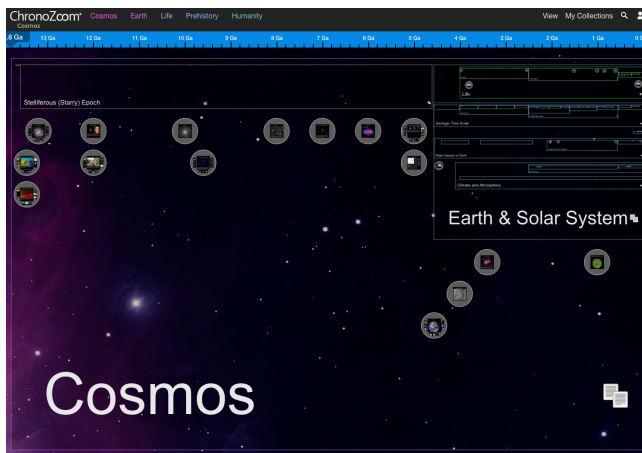 ChronoZoom Cosmos Earth Life Prehistory Humanity View My Collections
Cosmos
.8 Ga 13 Ga 12 Ga 11 Ga 10 Ga 9 Ga 8 Ga 7 Ga 6 Ga 5 Ga 4 Ga 3 Ga 2 Ga 1 Ga 0 G
Stelliferous (Starry) Epoch
Life
Geologic Time Scale
Climate and Atmosphere
Earth & Solar System
Cosmos